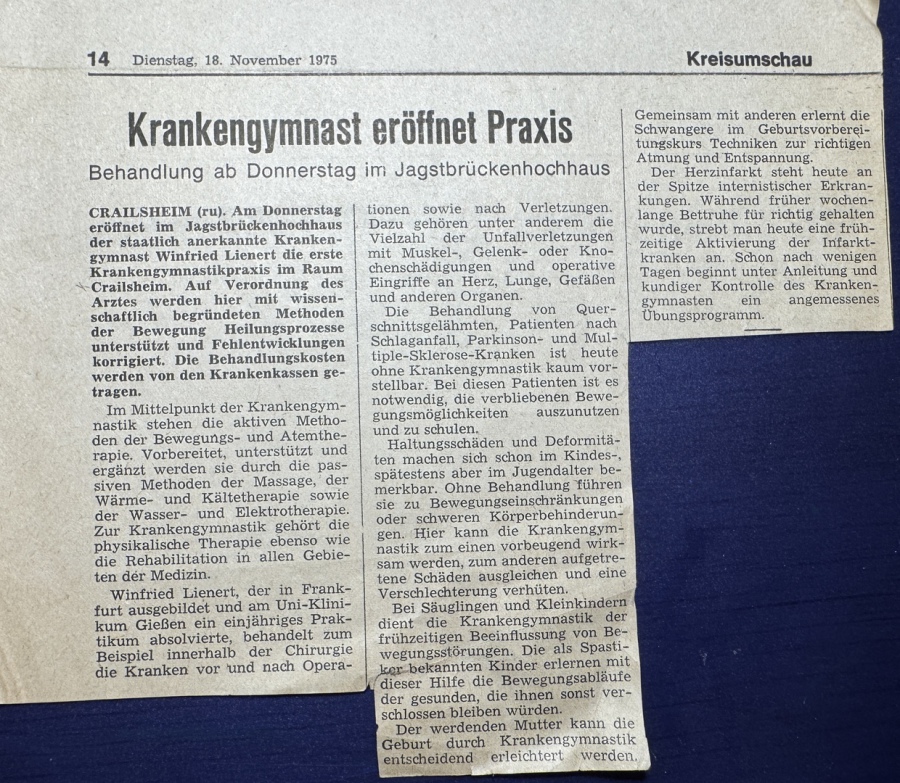 14 Dienstag, 18. November 1975 Kreisumschau
Krankengymnast eröffnet Praxis
Behandlung ab Donnerstag im Jagstbrückenhochhaus
CRAILSHEIM (ru). Am Donnerstag
eröffnet im Jagstbrückenhochhaus
der staatlich anerkannte Kranken-
gymnast Winfried Lienert die erste
Krankengymnastikpraxis im Raum
Crailsheim. Auf Verordnung des
Arztes werden hier mit wissen-
schaftlich begründeten Methoden
der Bewegung Heilungsprozesse
unterstützt und Fehlentwicklungen
korrigiert. Die Behandlungskosten
werden von den Krankenkassen ge-
tragen.
Im Mittelpunkt der Krankengym-
nastik stehen die aktiven Metho-
den der Bewegungs- und Atemthe-
rapie. Vorbereitet, unterstützt und
ergänzt werden sie durch die pas-
siven Methoden der Massage, der
Wärme- und Kältetherapie sowie
der Wasser- und Elektrotherapie.
Zur Krankengymnastik gehört die
physikalische Therapie ebenso wie
die Rehabilitation in allen Gebie-
ten der Medizin.
Winfried Lienert, der in Frank-
furt ausgebildet und am Uni-Klini-
kum Gießen ein einjähriges Prak-
tikum absolvierte, behandelt zum
Beispiel innerhalb der Chirurgie
die Kranken vor und nach Opera-
tionen sowie nach Verletzungen.
Dazu gehören unter anderem die
Vielzahl der Unfallverletzungen
mit Muskel-, Gelenk- oder Kno-
chenschädigungen und operative
Eingriffe an Herz, Lunge, Gefäßen
und anderen Organen.
Die Behandlung von Quer-
schnittsgelähmten, Patienten nach
Schlaganfall, Parkinson- und Mul-
tiple-Sklerose-Kranken ist heute
ohne Krankengymnastik kaum vor-
stellbar. Bei diesen Patienten ist es
notwendig, die verbliebenen Bewe-
gungsmöglichkeiten auszunutzen
und zu schulen.
Haltungsschäden und Deformitä-
ten machen sich schon im Kindes-,
spätestens aber im Jugendalter be-
merkbar. Ohne Behandlung führen
sie zu Bewegungseinschränkungen
oder schweren Körperbehinderun-
gen. Hier kann die Krankengym-
nastik zum einen vorbeugend wirk-
sam werden, zum anderen aufgetre-
tene Schäden ausgleichen und eine
Verschlechterung verhüten.
Bei Säuglingen und Kleinkindern
dient die Krankengymnastik der
frühzeitigen Beeinflussung von Be-
wegungsstörungen. Die als Spasti-
ker bekannten Kinder erlernen mit
dieser Hilfe die Bewegungsabläufe
der gesunden, die ihnen sonst ver-
schlossen bleiben würden.
Der werdenden Mutter kann die
Geburt durch Krankengymnastik
entscheidend erleichtert werden.
Gemeinsam mit anderen erlernt die
Schwangere im Geburtsvorberei-
tungskurs Techniken zur richtigen
Atmung und Entspannung.
Der Herzinfarkt steht heute an
der Spitze internistischer Erkran-
kungen. Während früher wochen-
lange Bettruhe für richtig gehalten
wurde, strebt man heute eine früh-
zeitige Aktivierung der Infarkt-
kranken an. Schon nach wenigen
Tagen beginnt unter Anleitung und
kundiger Kontrolle des Kranken-
gymnasten ein angemessenes
Übungsprogramm.